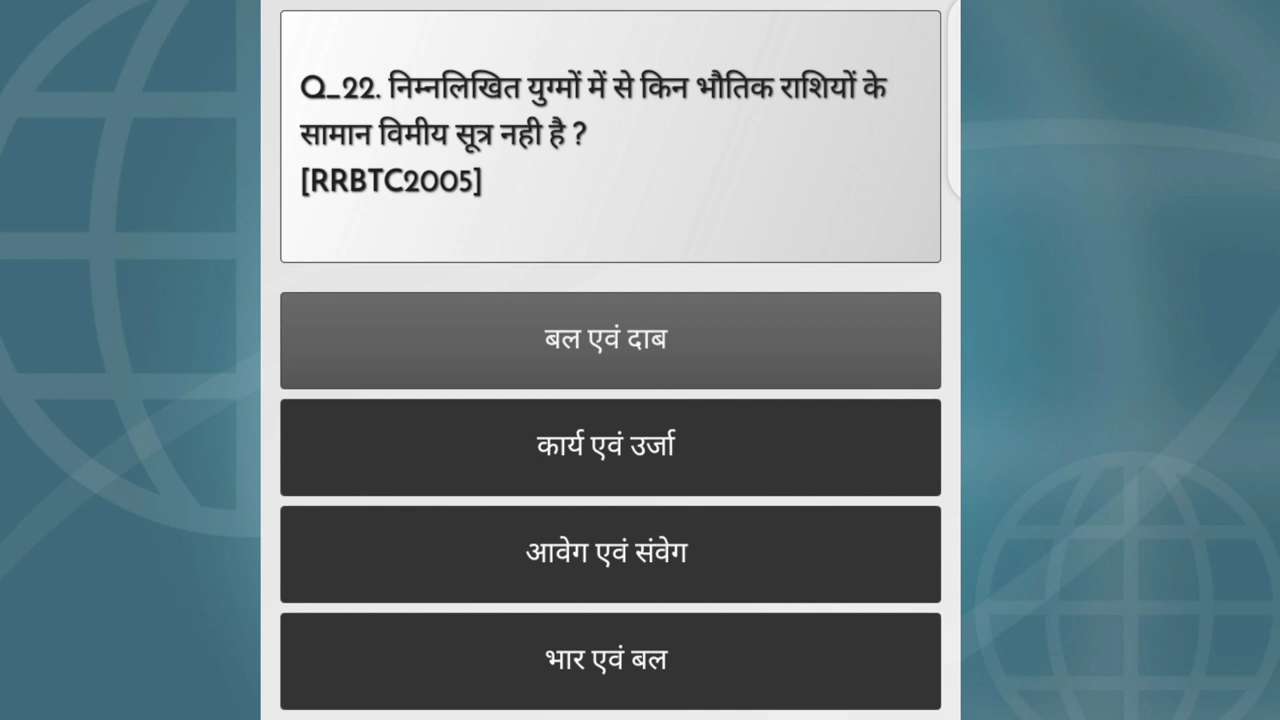 Q_22. निम्नलिखित युग्मों में से किन भौतिक राशियों के
सामान विमीय सूत्र नही है ?
[RRBTC2005]
बल एवं दाब
कार्य एवं उर्जा
आवेग एवं संवेग
भार एवं बल